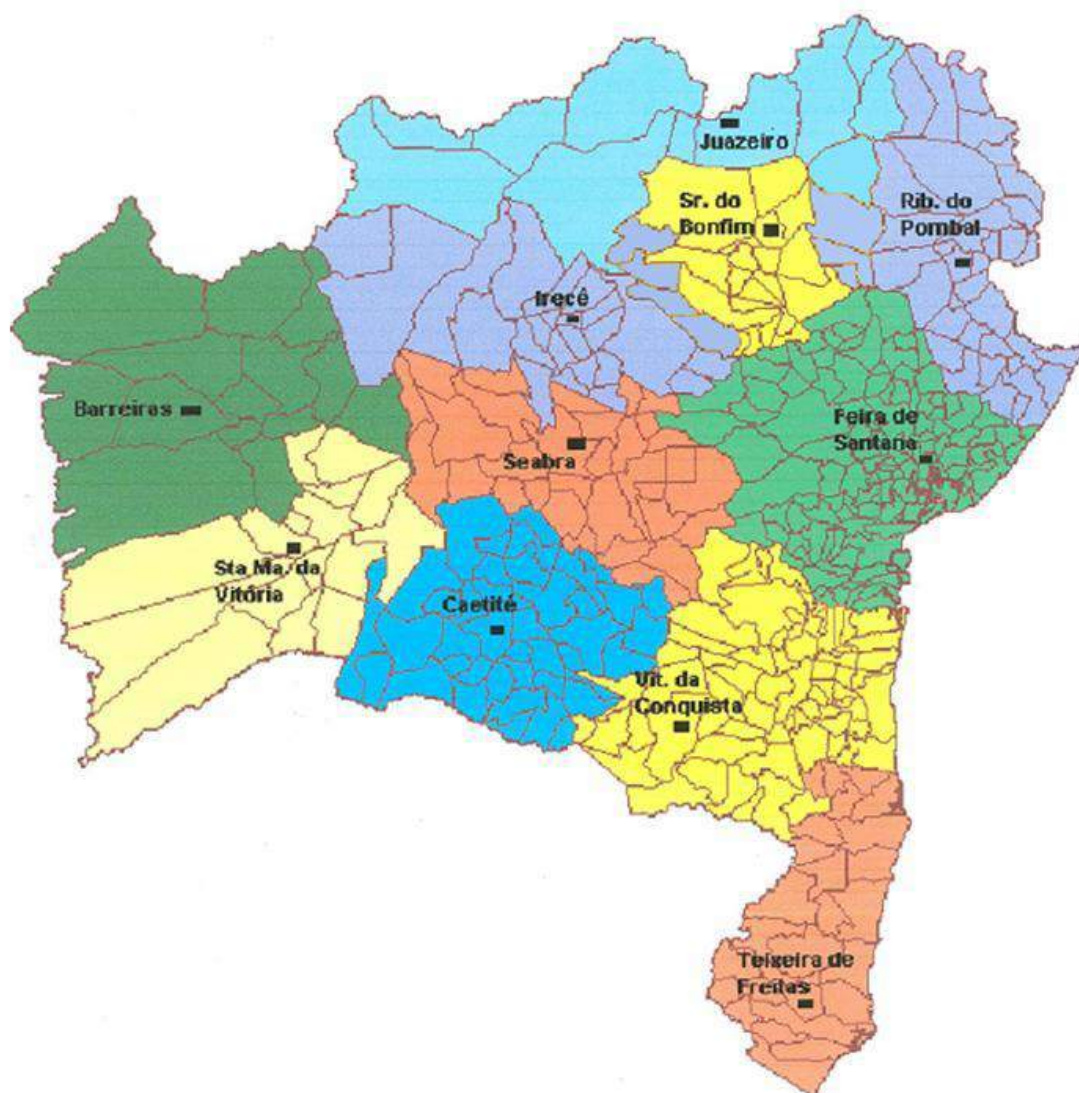 Juazeiro
Sr. do
Bonfim
Rib. do
Pombal
Irecê
Barreiras
Feira de
Santana
Seabra
Sta Ma. da
Vitória
Caetité
Vit. da
Conquista
Teixeira de
Freitas